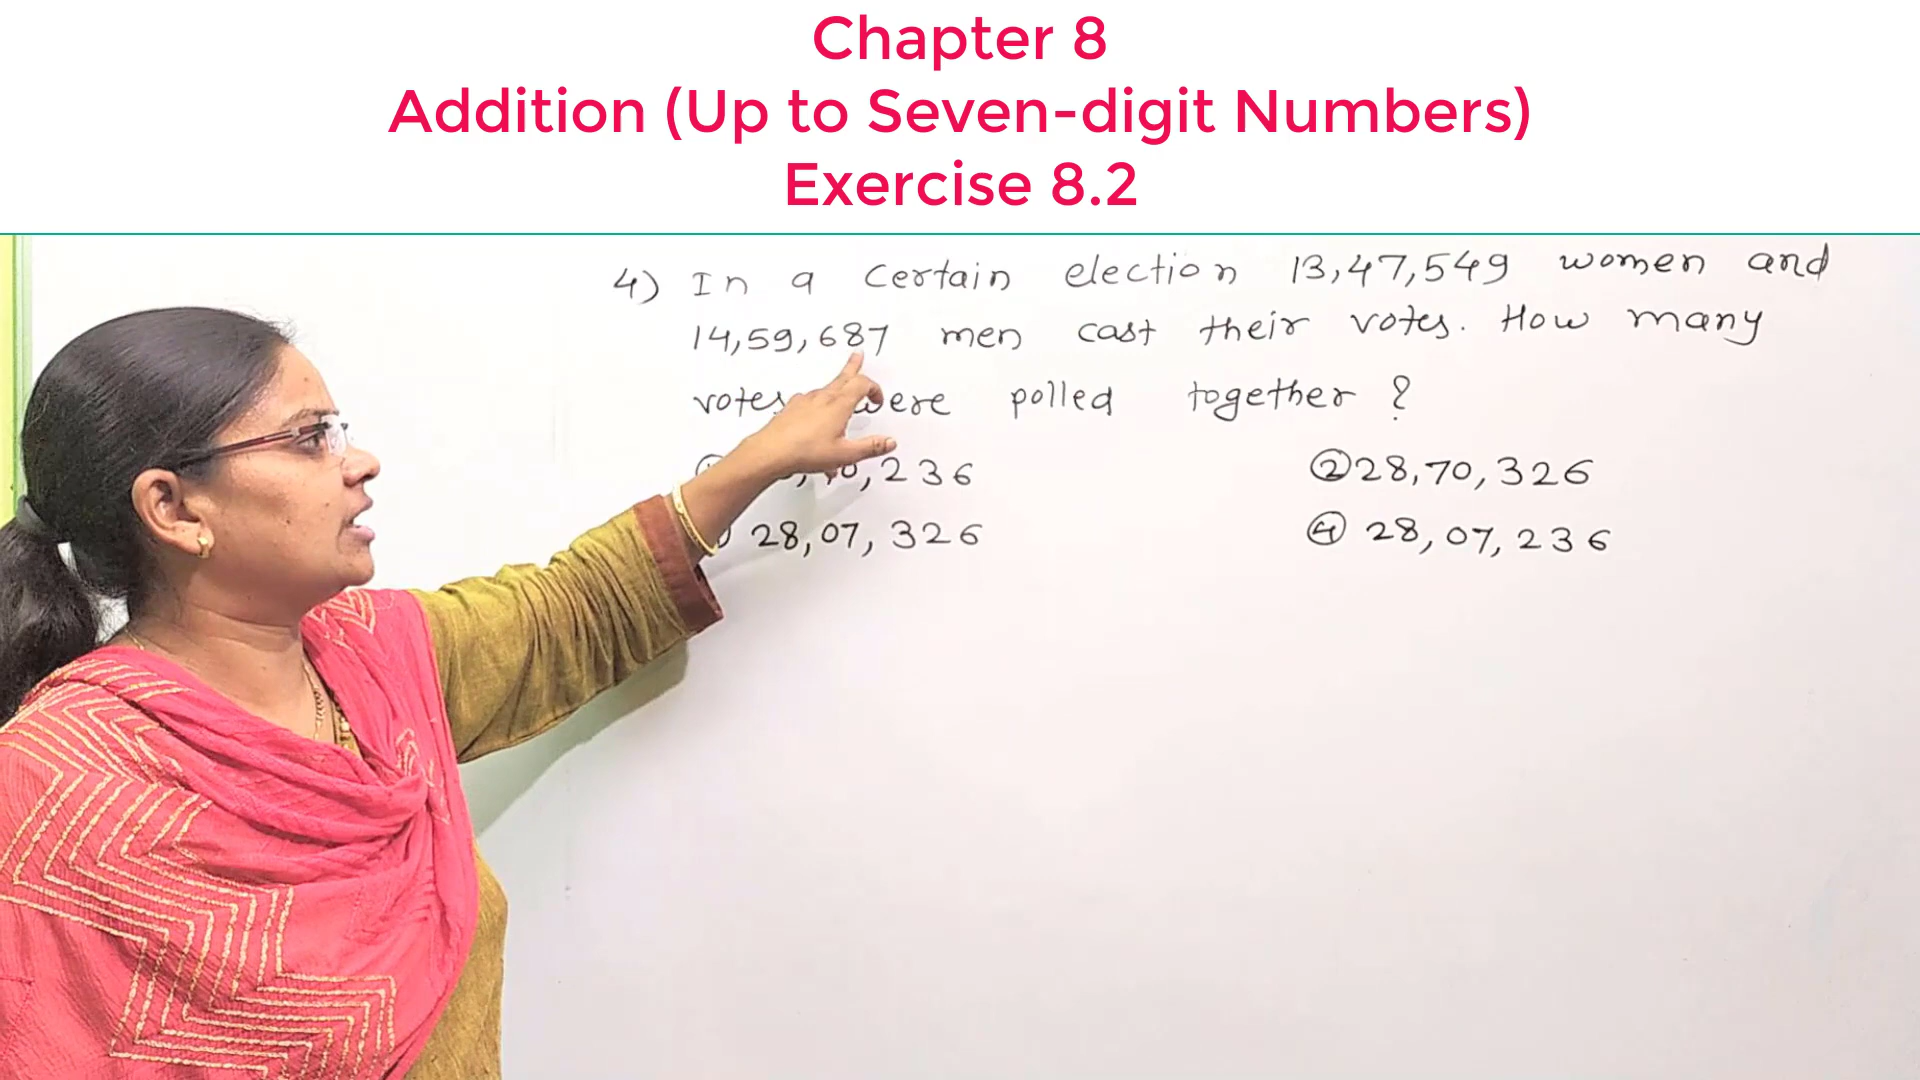 Chapter 8
Addition (Up to Seven-digit Numbers)
Exercise 8.2
4) In a certain election 13,47,549 women and
14,59,687 men cast their votes. How many
votes were polled together ?
,236 ② 28,70,326
28,07,326 ④ 28,07,236